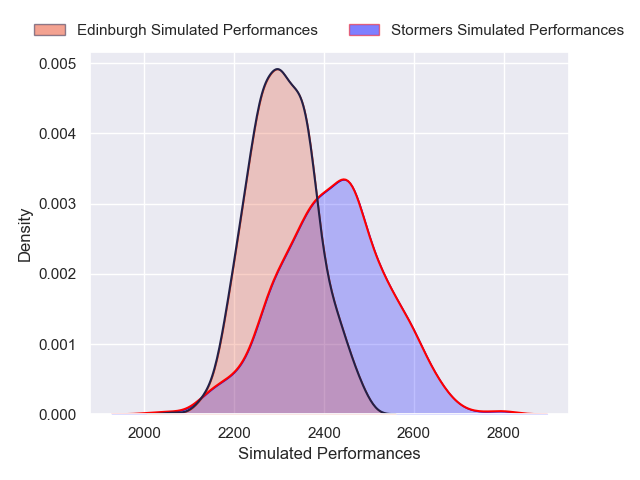 Edinburgh Simulated Performances Stormers Simulated Performances
0.005
0.004
0.003
0.002
0.001
0.000
Density
2000 2200 2400 2600 2800
Simulated Performances